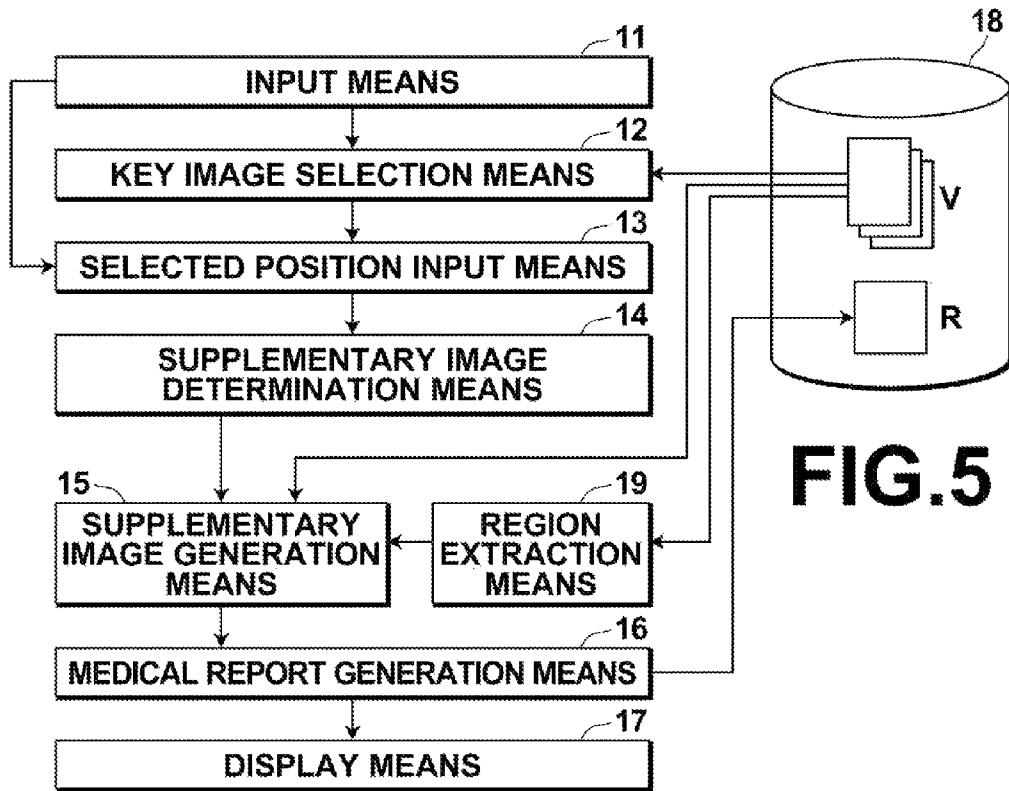 11
INPUT MEANS
12
KEY IMAGE SELECTION MEANS
13
SELECTED POSITION INPUT MEANS
14
SUPPLEMENTARY IMAGE
DETERMINATION MEANS
15
SUPPLEMENTARY
IMAGE GENERATION
MEANS
19
REGION
EXTRACTION
MEANS
16
MEDICAL REPORT GENERATION MEANS
17
DISPLAY MEANS
18
V
R
FIG.5